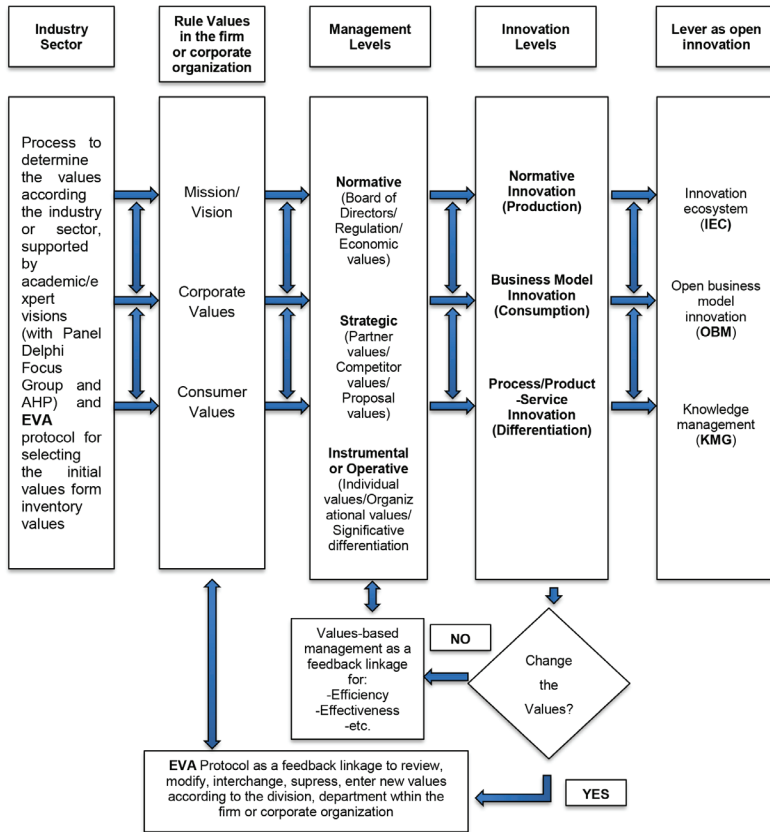 Industry
Sector
Rule Values
in the firm
or corporate
organization
Management
Levels
Innovation
Levels
Lever as open
innovation
Process to
determine
the values
according
the industry
or sector,
supported
by
academic/e
xpert
visions
(with Panel
Delphi
Focus
Group and
AHP) and
EVA
protocol for
selecting
the initial
values form
inventory
values
Mission/
Vision
Corporate
Values
Consumer
Values
Normative
(Board of
Directors/
Regulation/
Economic
values)
Strategic
(Partner
values/
Competitor
values/
Proposal
values)
Instrumental
or Operative
(Individual
values/Organiz
ational values/
Significative
differentiation
Normative
Innovation
(Production)
Business Model
Innovation
(Consumption)
Process/Product
-Service
Innovation
(Differentiation)
Innovation
ecosystem
(IEC)
Open business
model
innovation
(OBM)
Knowledge
management
(KMG)
Values-based
management as a
feedback linkage
for:
-Efficiency
-Effectiveness
-etc.
NO
Change
the
Values?
EVA Protocol as a feedback linkage to review,
modify, interchange, supress, enter new values
according to the division, department wthin the
firm or corporate organization
YES